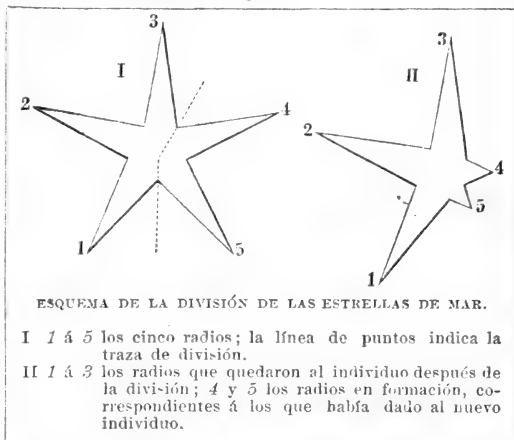 3
I
2
4
1
5
3
II
2
4
5
1
ESQUEMA DE LA DIVISIÓN DE LAS ESTRELLAS DE MAR.
I 1 á 5 los cinco radios; la línea de puntos indica la
traza de división.
II 1 á 3 los radios que quedaron al individuo después de
la división; 4 y 5 los radios en formación, co-
rrespondientes á los que había dado al nuevo
individuo.